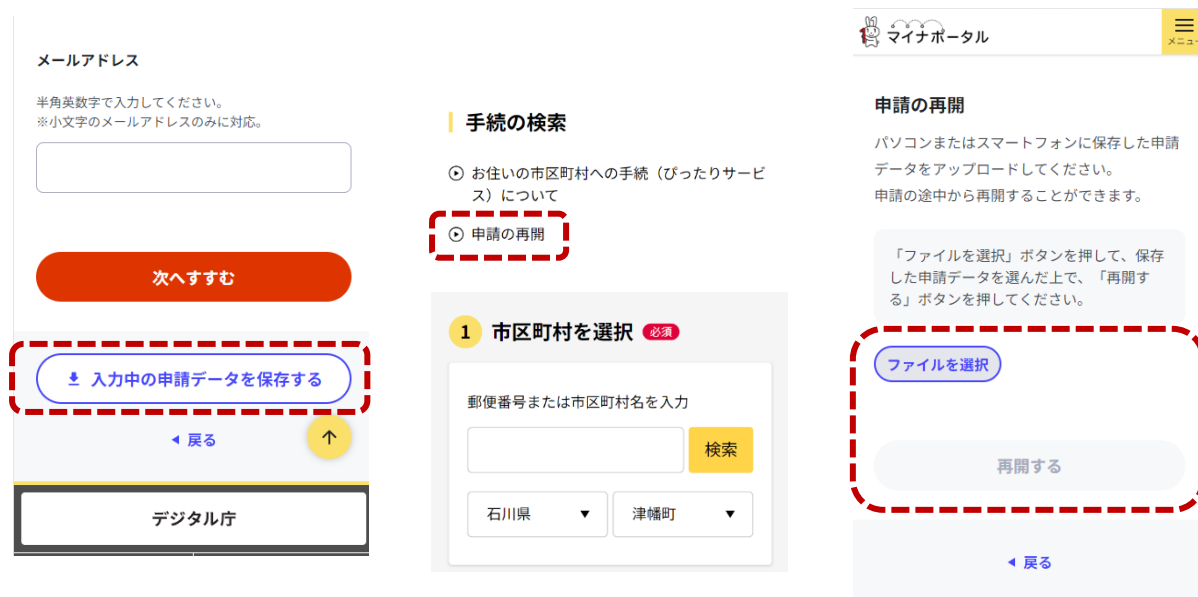 メールアドレス
半角英数字で入力してください。
※小文字のメールアドレスのみに対応。
次へすすむ
入力中の申請データを保存する
戻る
デジタル庁
手続の検索
お住いの市区町村への手続（ぴったりサービ
ス）について
申請の再開
1 市区町村を選択 必須
郵便番号または市区町村名を入力
検索
石川県 ▼ 津幡町 ▼
マイナポータル
メニュー
申請の再開
パソコンまたはスマートフォンに保存した申請
データをアップロードしてください。
申請の途中から再開することができます。
「ファイルを選択」ボタンを押して、保存
した申請データを選んだ上で、「再開す
る」ボタンを押してください。
ファイルを選択
再開する
戻る